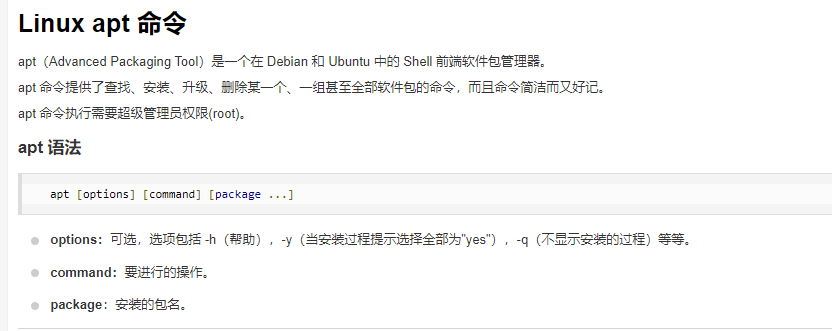 Linux apt 命令
apt（Advanced Packaging Tool）是一个在 Debian 和 Ubuntu 中的 Shell 前端软件包管理器。
apt 命令提供了查找、安装、升级、删除某一个、一组甚至全部软件包的命令，而且命令简洁而又好记。
apt 命令执行需要超级管理员权限(root)。
apt 语法
apt [options] [command] [package ...]
options：可选，选项包括 -h（帮助），-y（当安装过程提示选择全部为"yes"），-q（不显示安装的过程）等等。
command：要进行的操作。
package：安装的包名。